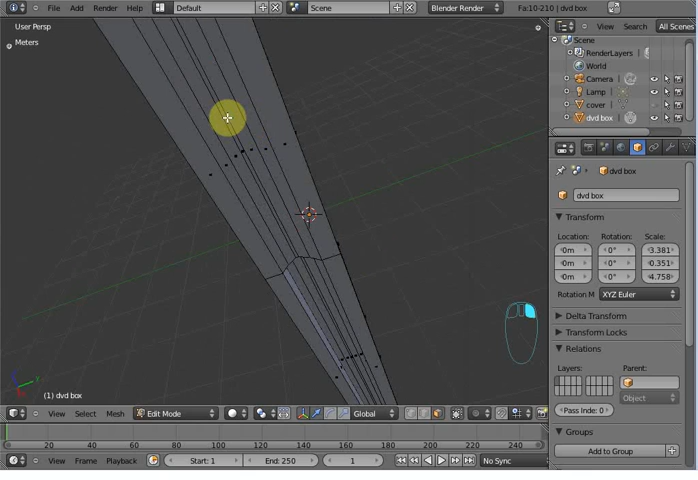 File Add Render Help Default Scene Blender Render Fa:10-210 | dvd box
User Persp
Meters
View Search All Scenes
Scene
RenderLayers
World
Camera
Lamp
cover
dvd box
dvd box
dvd box
Transform
Location: Rotation: Scale:
0m 0° 3.381
0m 0° 0.351
0m 0° 4.758
Rotation M XYZ Euler
Delta Transform
Transform Locks
Relations
Layers: Parent:
Object
Pass Inde: 0
Groups
Add to Group
(1) dvd box
View Select Mesh Edit Mode Global
20 40 60 80 100 120 140 160 180 200 220 240
View Frame Playback Start: 1 End: 250 1 No Sync